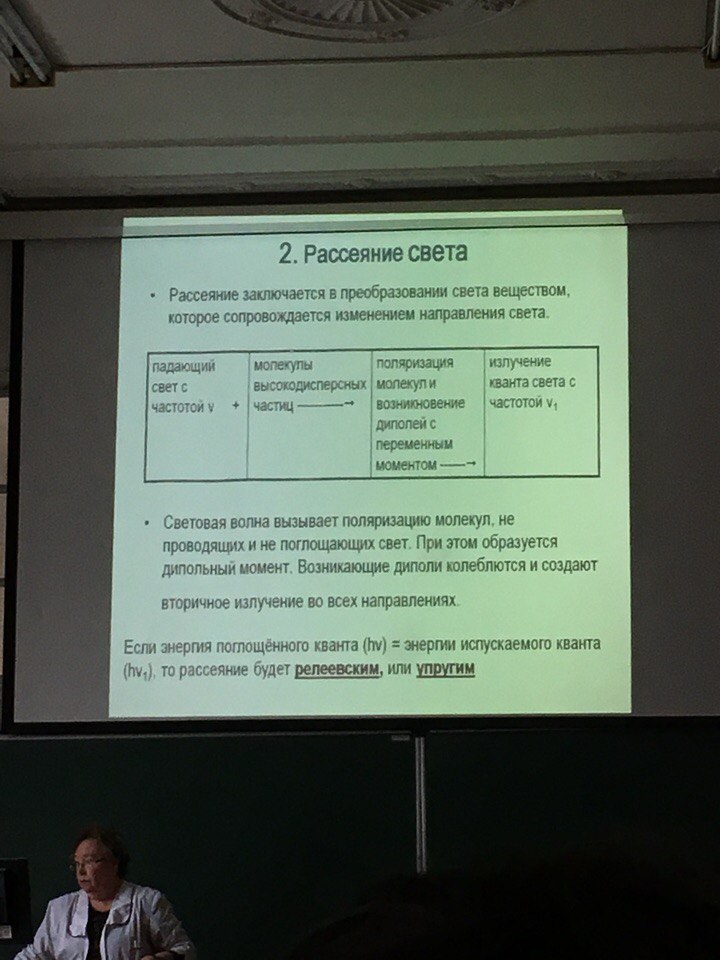 2. Рассеяние света
• Рассеяние заключается в преобразовании света веществом,
которое сопровождается изменением направления света.
падающий
свет с
частотой ν +
молекулы
высокодисперсных
частиц ———→
поляризация
молекул и
возникновение
диполей с
переменным
моментом ——→
излучение
кванта света с
частотой ν₁
• Световая волна вызывает поляризацию молекул, не
проводящих и не поглощающих свет. При этом образуется
дипольный момент. Возникающие диполи колеблются и создают
вторичное излучение во всех направлениях.
Если энергия поглощённого кванта (hν) = энергии испускаемого кванта
(hν₁), то рассеяние будет релеевским, или упругим